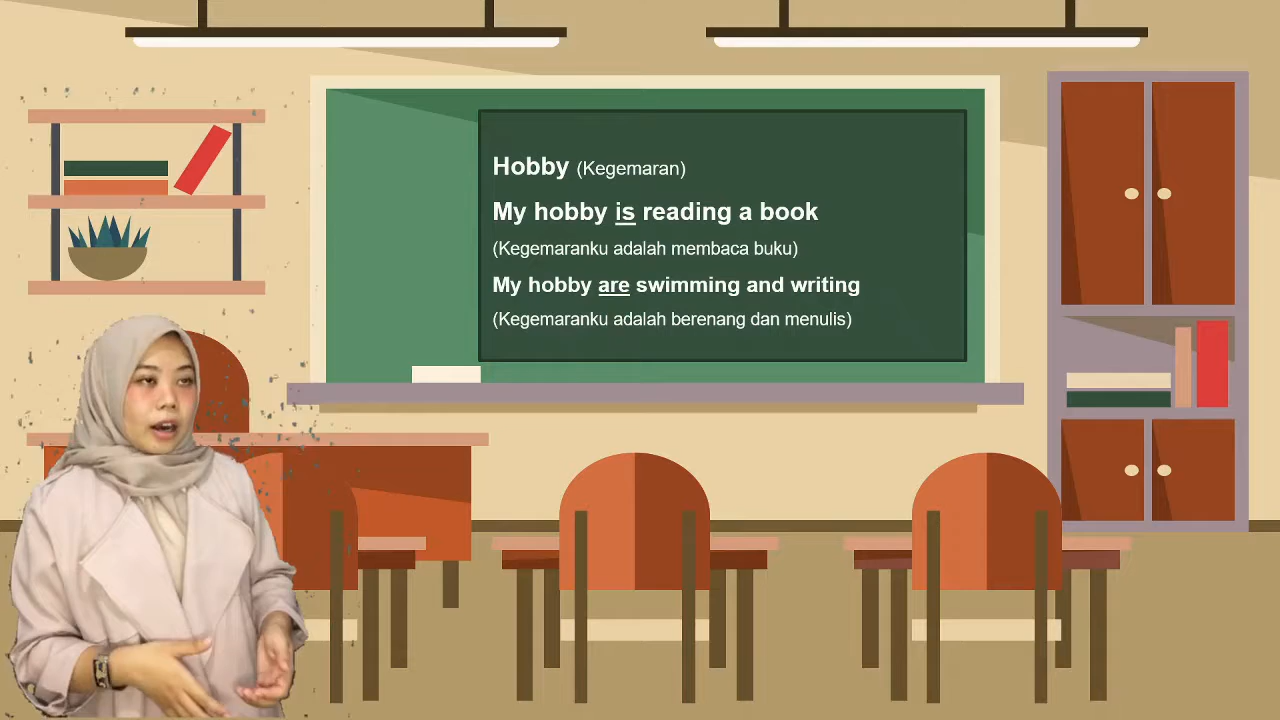 Hobby (Kegemaran)
My hobby is reading a book
(Kegemaranku adalah membaca buku)
My hobby are swimming and writing
(Kegemaranku adalah berenang dan menulis)